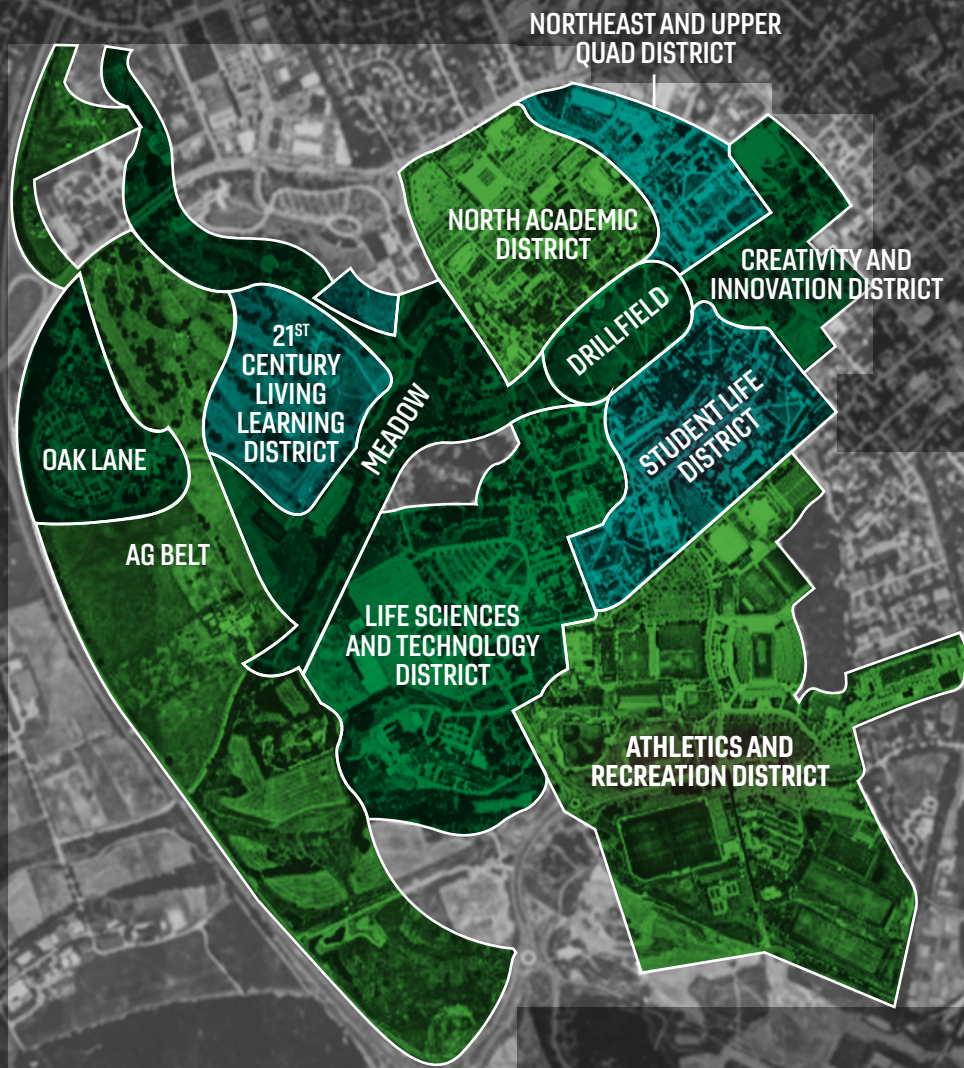 NORTHEAST AND UPPER
QUAD DISTRICT
NORTH ACADEMIC
DISTRICT
CREATIVITY AND
INNOVATION DISTRICT
DRILLFIELD
21ST
CENTURY
LIVING
LEARNING
DISTRICT
MEADOW
STUDENT LIFE
DISTRICT
OAK LANE
AG BELT
LIFE SCIENCES
AND TECHNOLOGY
DISTRICT
ATHLETICS AND
RECREATION DISTRICT